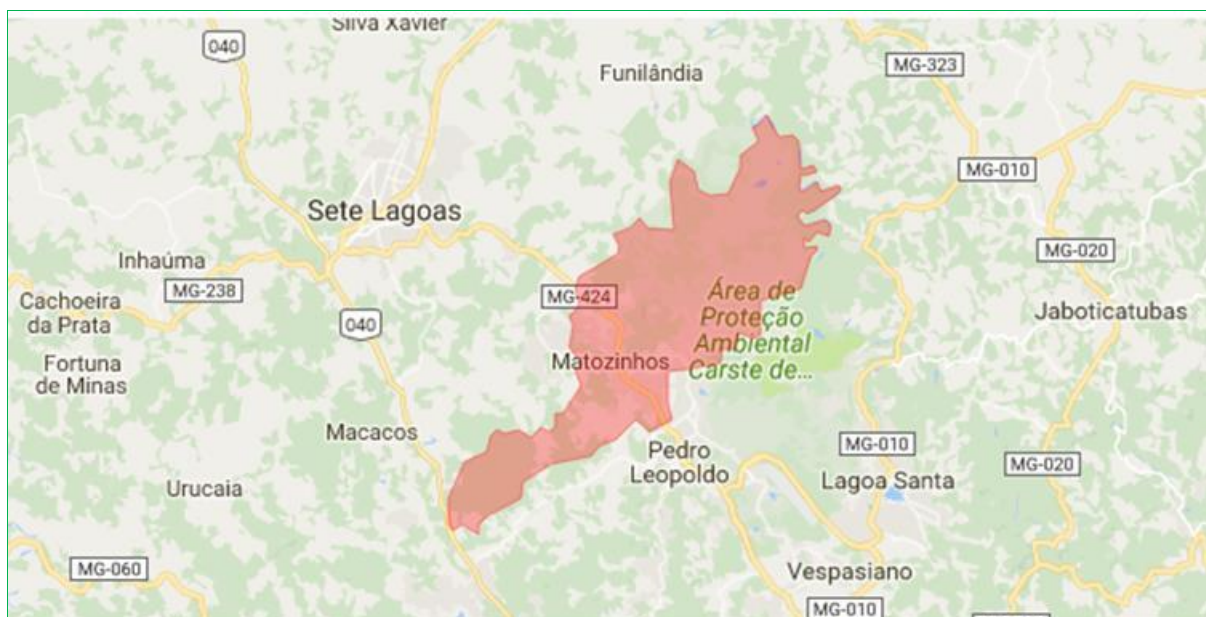 Silva Xavier
040
Funilândia
MG-323
MG-010
Sete Lagoas
Inhaúma
MG-238
MG-020
Cachoeira
da Prata
MG-424
Área de
Proteção
Ambiental
Carste de...
Jaboticatubas
040
Fortuna
de Minas
Matozinhos
Macacos
MG-010
Pedro
Leopoldo
MG-020
Lagoa Santa
Urucaia
MG-060
Vespasiano
MG-010